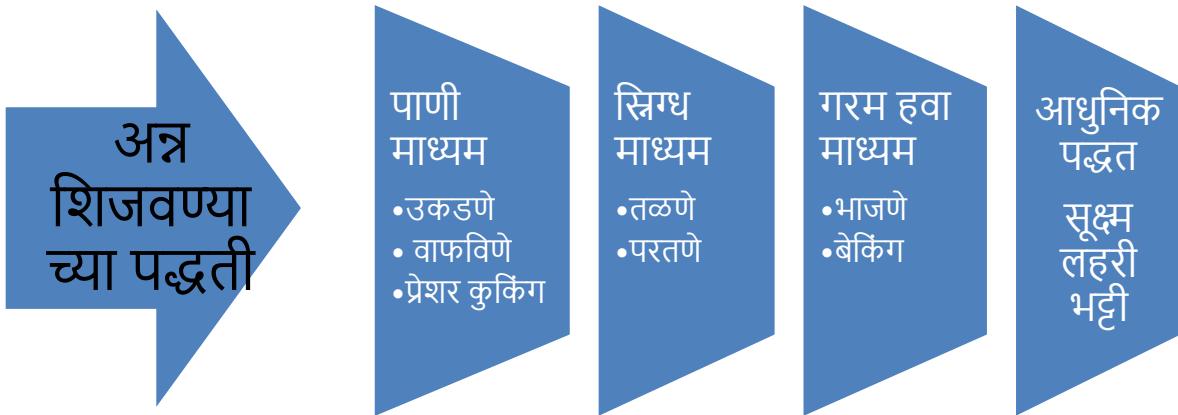 अन्न
शिजवण्या
च्या पद्धती
पाणी
माध्यम
•उकडणे
• वाफविणे
•प्रेशर कुकिंग
स्निग्ध
माध्यम
•तळणे
•परतणे
गरम हवा
माध्यम
•भाजणे
•बेकिंग
आधुनिक
पद्धत
सूक्ष्म
लहरी
भट्टी